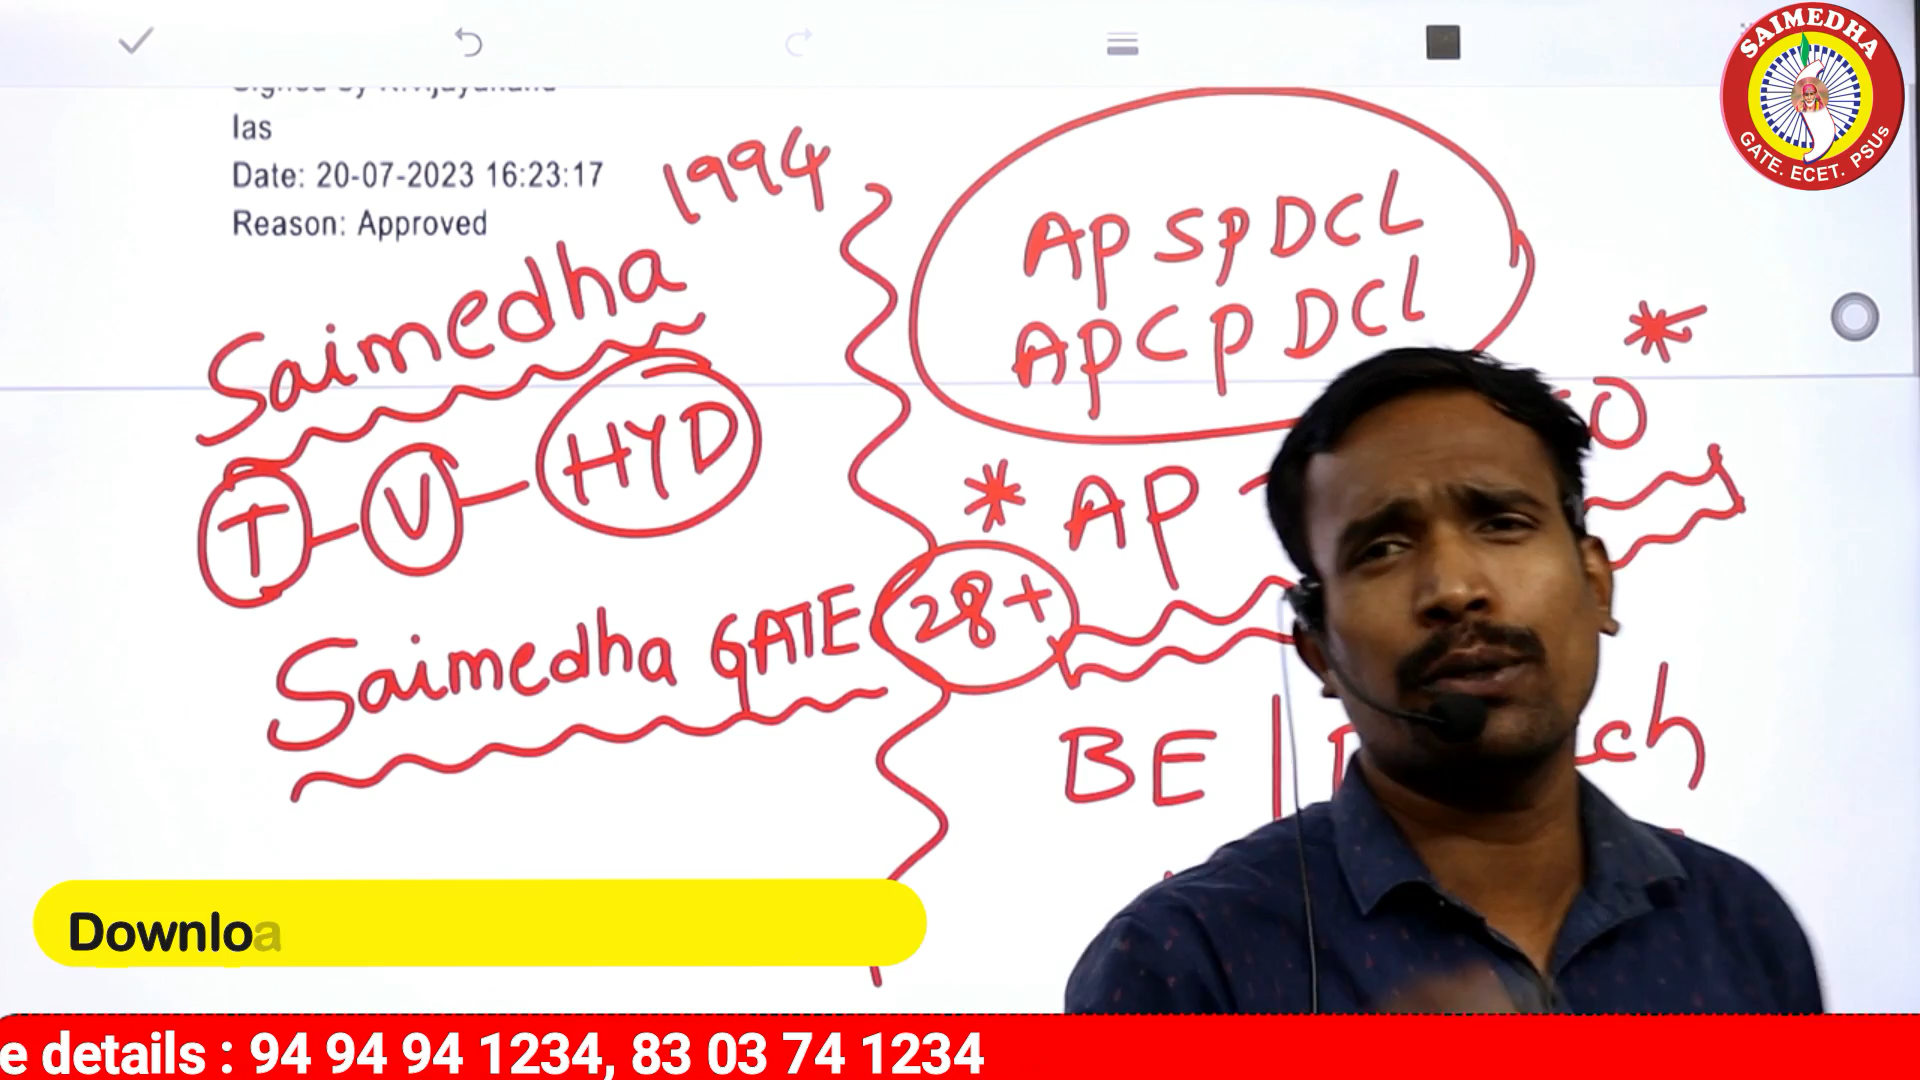 Ias
Date: 20-07-2023 16:23:17
Reason: Approved
1994
Saimedha
T - V - HYD
Saimedha GATE
28+
APSPDCL
APCPDCL
*
* AP
BE |
SAIMEDHA
GATE. ECET. PSUs
Downloa
e details : 94 94 94 1234, 83 03 74 1234